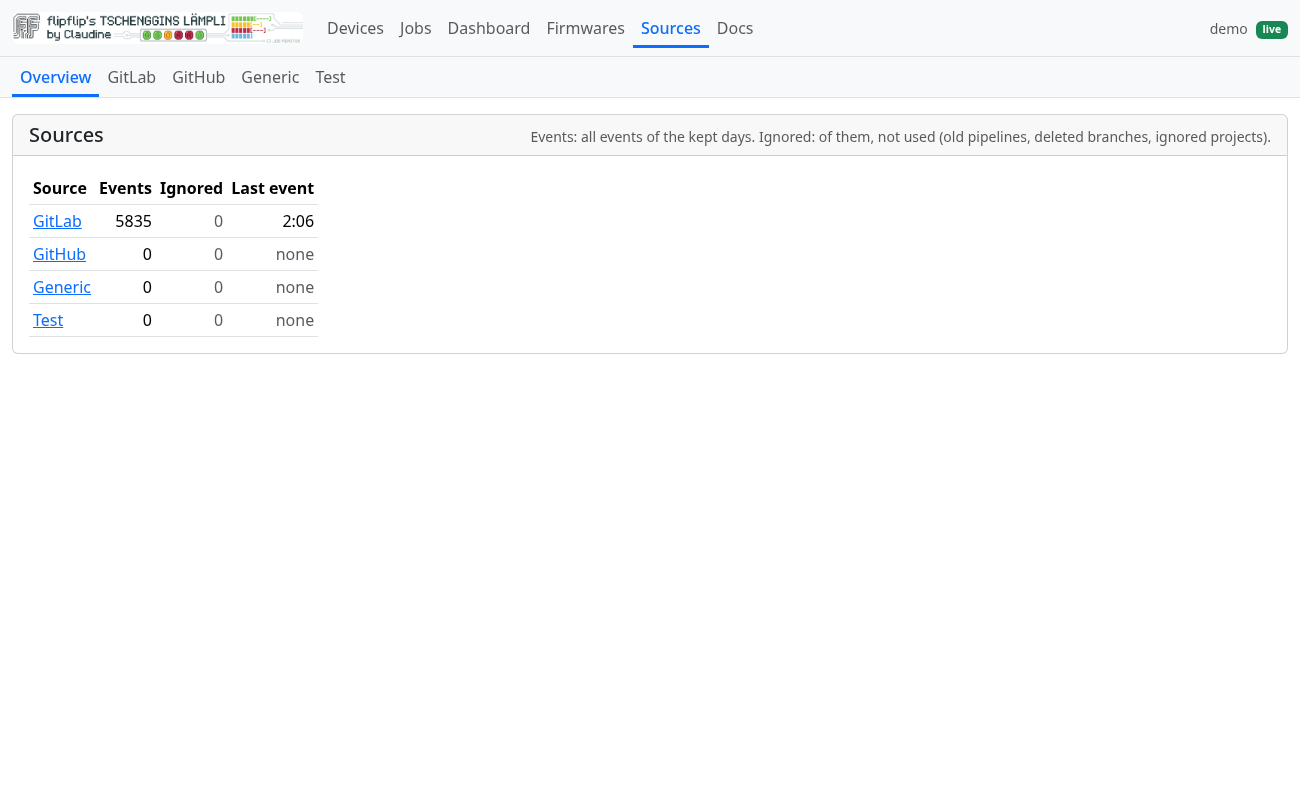 flipflip's TSCHENGGINS LÄMPLI
by Claudine
Devices Jobs Dashboard Firmwares Sources Docs
demo live
Overview GitLab GitHub Generic Test
Sources
Events: all events of the kept days. Ignored: of them, not used (old pipelines, deleted branches, ignored projects).
Source Events Ignored Last event
GitLab 5835 0 2:06
GitHub 0 0 none
Generic 0 0 none
Test 0 0 none